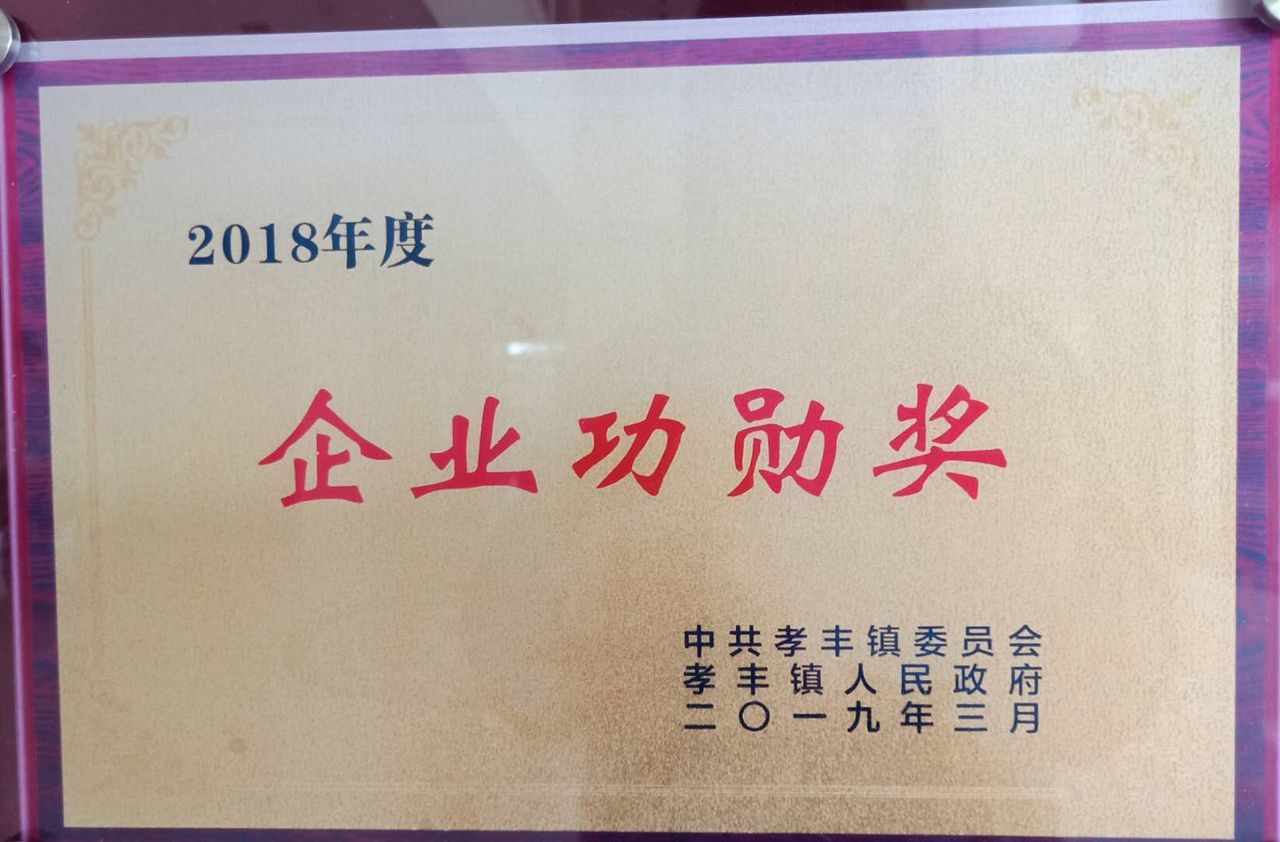 2018年度
企业功勋奖
中共孝丰镇委员会
孝丰镇人民政府
二〇一九年三月